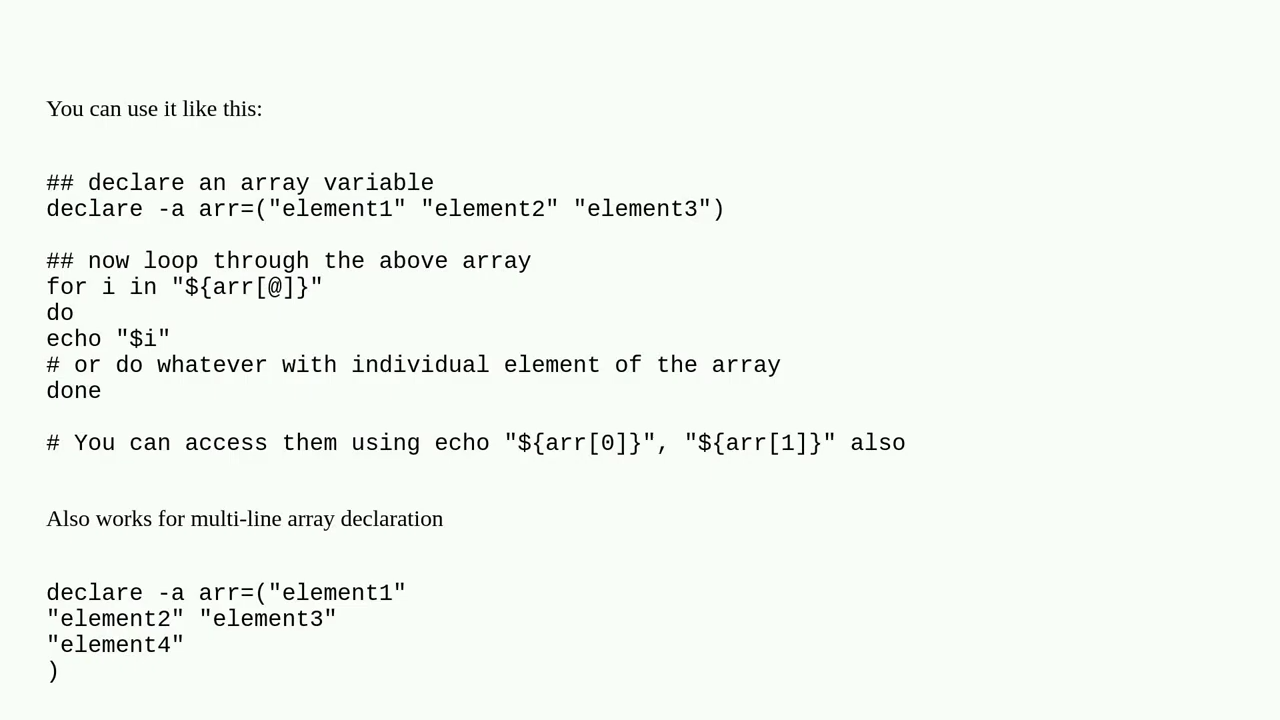 You can use it like this:
## declare an array variable
declare -a arr=("element1" "element2" "element3")
## now loop through the above array
for i in "${arr[@]}"
do
echo "$i"
# or do whatever with individual element of the array
done
# You can access them using echo "${arr[0]}", "${arr[1]}" also
Also works for multi-line array declaration
declare -a arr=("element1"
"element2" "element3"
"element4"
)